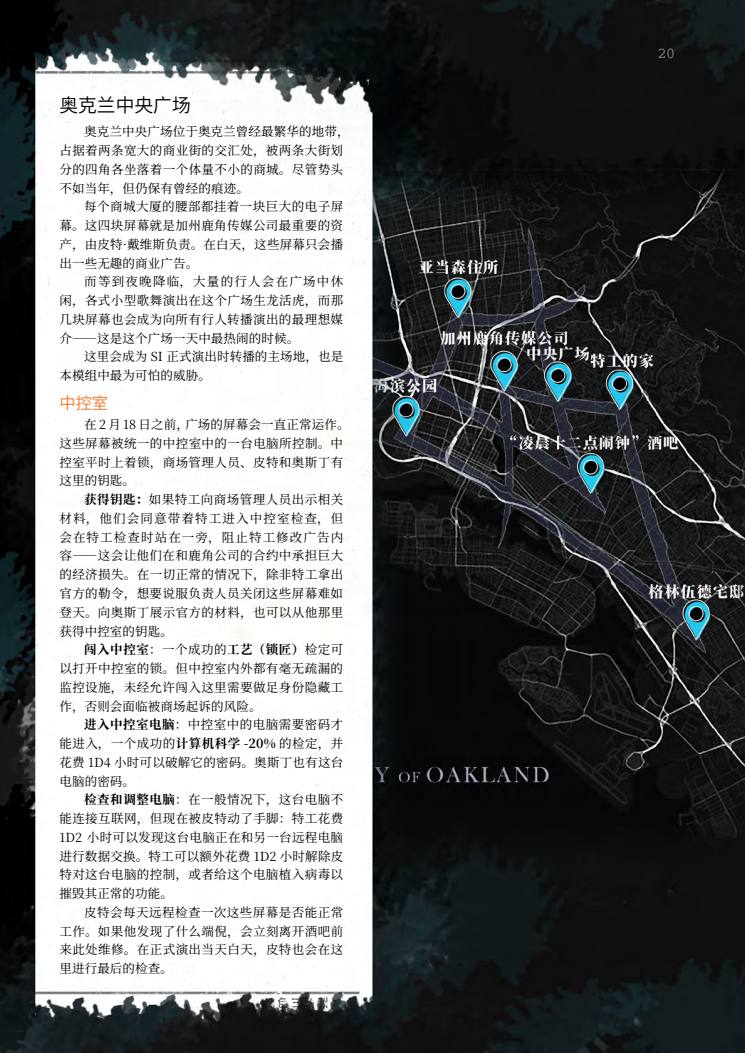 20
奥克兰中央广场
奥克兰中央广场位于奥克兰曾经最繁华的地带，
占据着两条宽大的商业街的交汇处，被两条大街划
分的四角各坐落着一个体量不小的商城。尽管势头
不如当年，但仍保有曾经的痕迹。
每个商城大厦的腰部都挂着一块巨大的电子屏
幕。这四块屏幕就是加州鹿角传媒公司最重要的资
产，由皮特·戴维斯负责。在白天，这些屏幕只会播
出一些无趣的商业广告。
而等到夜晚降临，大量的行人会在广场中休
闲，各式小型歌舞演出在这个广场生龙活虎，而那
几块屏幕也会成为向所有行人转播演出的最理想媒
介——这是这个广场一天中最热闹的时候。
这里会成为 SI 正式演出时转播的主场地，也是
本模组中最为可怕的威胁。
中控室
在 2 月 18 日之前，广场的屏幕会一直正常运作。
这些屏幕被统一的中控室中的一台电脑所控制。中
控室平时上着锁，商场管理人员、皮特和奥斯丁有
这里的钥匙。
获得钥匙：如果特工向商场管理人员出示相关
材料，他们会同意带着特工进入中控室检查，但
会在特工检查时站在一旁，阻止特工修改广告内
容——这会让他们在和鹿角公司的合约中承担巨大
的经济损失。在一切正常的情况下，除非特工拿出
官方的勒令，想要说服负责人员关闭这些屏幕难如
登天。向奥斯丁展示官方的材料，也可以从他那里
获得中控室的钥匙。
闯入中控室：一个成功的工艺（锁匠）检定可
以打开中控室的锁。但中控室内外都有毫无疏漏的
监控设施，未经允许闯入这里需要做足身份隐藏工
作，否则会面临被商场起诉的风险。
进入中控室电脑：中控室中的电脑需要密码才
能进入，一个成功的计算机科学 -20% 的检定，并
花费 1D4 小时可以破解它的密码。奥斯丁也有这台
电脑的密码。
检查和调整电脑：在一般情况下，这台电脑不
能连接互联网，但现在被皮特动了手脚：特工花费
1D2 小时可以发现这台电脑正在和另一台远程电脑
进行数据交换。特工可以额外花费 1D2 小时解除皮
特对这台电脑的控制，或者给这个电脑植入病毒以
摧毁其正常的功能。
皮特会每天远程检查一次这些屏幕是否能正常
工作。如果他发现了什么端倪，会立刻离开酒吧前
来此处维修。在正式演出当天白天，皮特也会在这
里进行最后的检查。
亚当森住所
加州鹿角传媒公司
中央广场
特工的家
海滨公园
“凌晨十二点闹钟”酒吧
格林伍德宅邸
Y OF OAKLAND